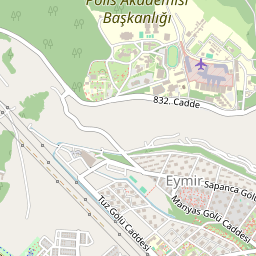 Polis Akademisi
Başkanlığı
832. Cadde
Eymir
Sapanca Gölü
Manyas Gölü Caddesi
Tuz Gölü Caddesi